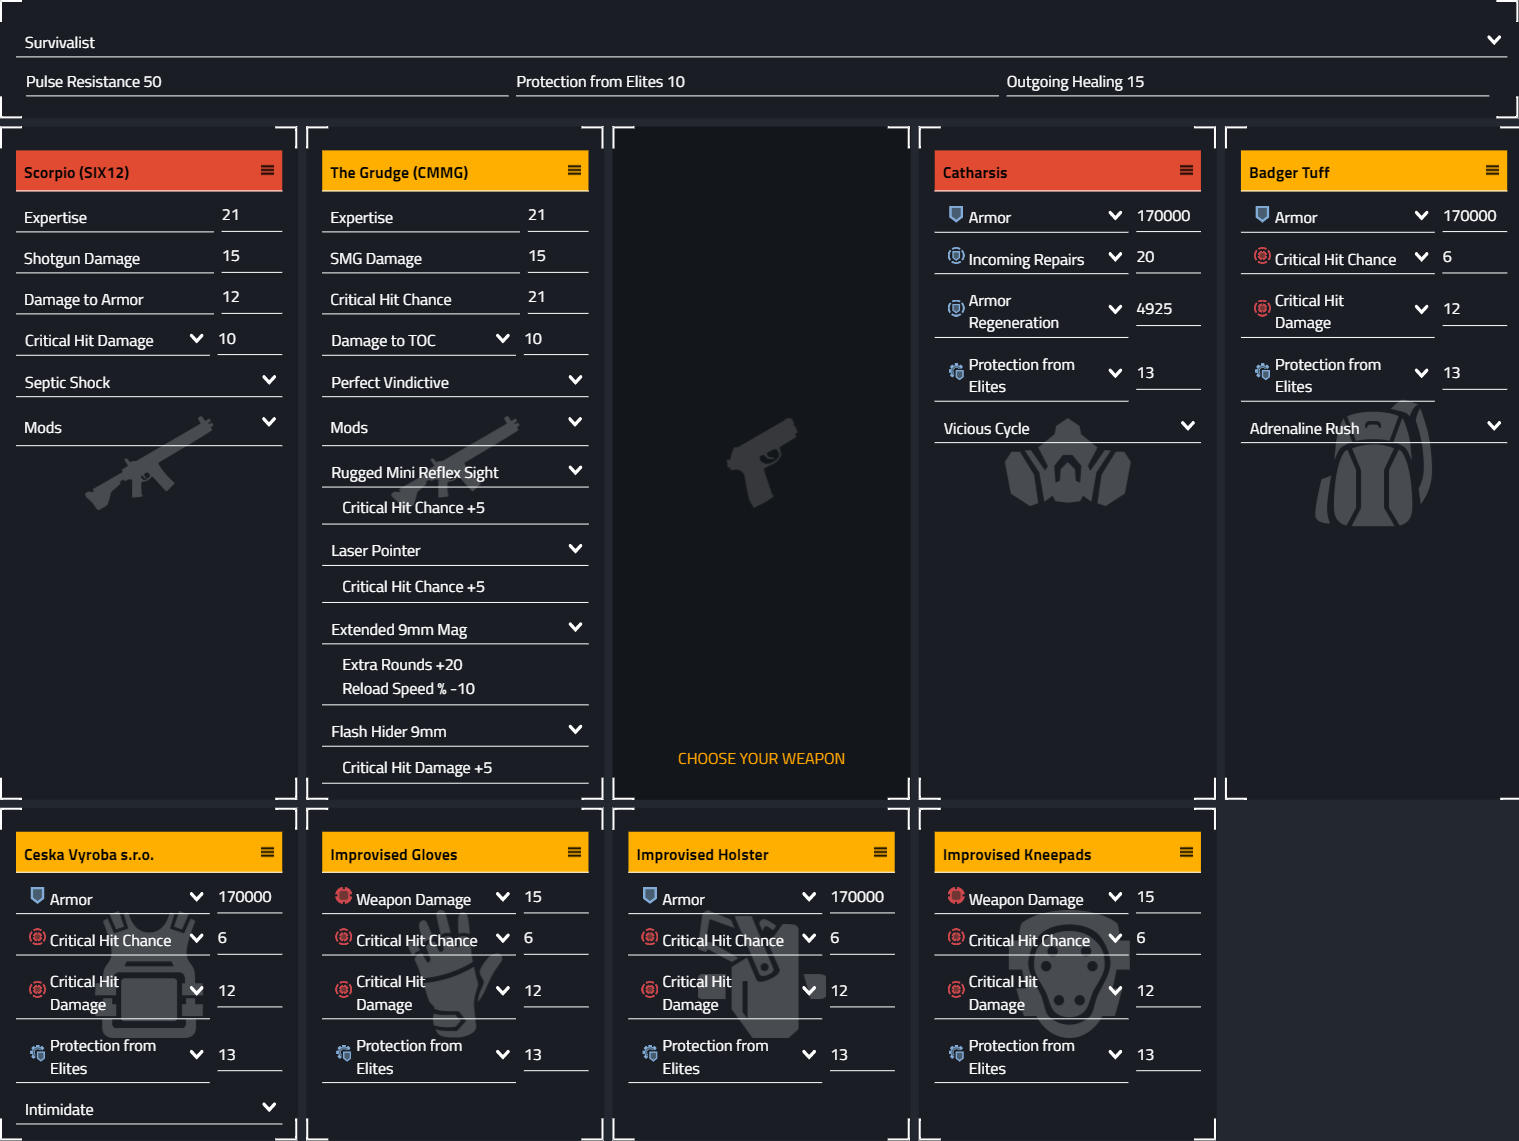 Survivalist
Pulse Resistance 50
Protection from Elites 10
Outgoing Healing 15
Scorpio (SIX12)
Expertise 21
Shotgun Damage 15
Damage to Armor 12
Critical Hit Damage 10
Septic Shock
Mods
The Grudge (CMMG)
Expertise 21
SMG Damage 15
Critical Hit Chance 21
Damage to TOC 10
Perfect Vindictive
Mods
Rugged Mini Reflex Sight
Critical Hit Chance +5
Laser Pointer
Critical Hit Chance +5
Extended 9mm Mag
Extra Rounds +20
Reload Speed % -10
Flash Hider 9mm
Critical Hit Damage +5
CHOOSE YOUR WEAPON
Catharsis
Armor 170000
Incoming Repairs 20
Armor
Regeneration 4925
Protection from
Elites 13
Vicious Cycle
Badger Tuff
Armor 170000
Critical Hit Chance 6
Critical Hit
Damage 12
Protection from
Elites 13
Adrenaline Rush
Ceska Vyroba s.r.o.
Armor 170000
Critical Hit Chance 6
Critical Hit
Damage 12
Protection from
Elites 13
Intimidate
Improvised Gloves
Weapon Damage 15
Critical Hit Chance 6
Critical Hit
Damage 12
Protection from
Elites 13
Improvised Holster
Armor 170000
Critical Hit Chance 6
Critical Hit
Damage 12
Protection from
Elites 13
Improvised Kneepads
Weapon Damage 15
Critical Hit Chance 6
Critical Hit
Damage 12
Protection from
Elites 13